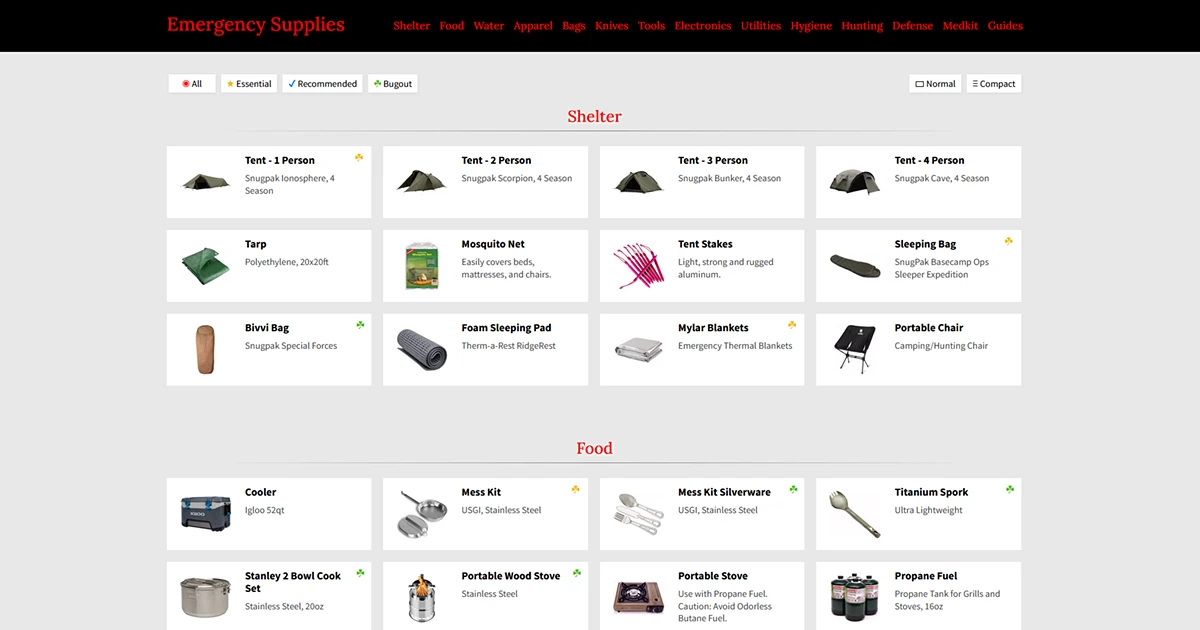 Emergency Supplies
Shelter Food Water Apparel Bags Knives Tools Electronics Utilities Hygiene Hunting Defense Medkit Guides
All Essential Recommended Bugout Normal Compact
Shelter
Tent - 1 Person
Snugpak Ionosphere, 4
Season
Tent - 2 Person
Snugpak Scorpion, 4 Season
Tent - 3 Person
Snugpak Bunker, 4 Season
Tent - 4 Person
Snugpak Cave, 4 Season
Tarp
Polyethylene, 20x20ft
Mosquito Net
Easily covers beds,
mattresses, and chairs.
Tent Stakes
Light, strong and rugged
aluminum.
Sleeping Bag
SnugPak Basecamp Ops
Sleeper Expedition
Bivvi Bag
Snugpak Special Forces
Foam Sleeping Pad
Therm-a-Rest RidgeRest
Mylar Blankets
Emergency Thermal Blankets
Portable Chair
Camping/Hunting Chair
Food
Cooler
Igloo 52qt
IGLOO
Mess Kit
USGI, Stainless Steel
Mess Kit Silverware
USGI, Stainless Steel
Titanium Spork
Ultra Lightweight
Stanley 2 Bowl Cook
Set
Stainless Steel, 20oz
Portable Wood Stove
Stainless Steel
Portable Stove
Use with Propane Fuel.
Caution: Avoid Odorless
Butane Fuel.
Propane Fuel
Propane Tank for Grills and
Stoves, 16oz